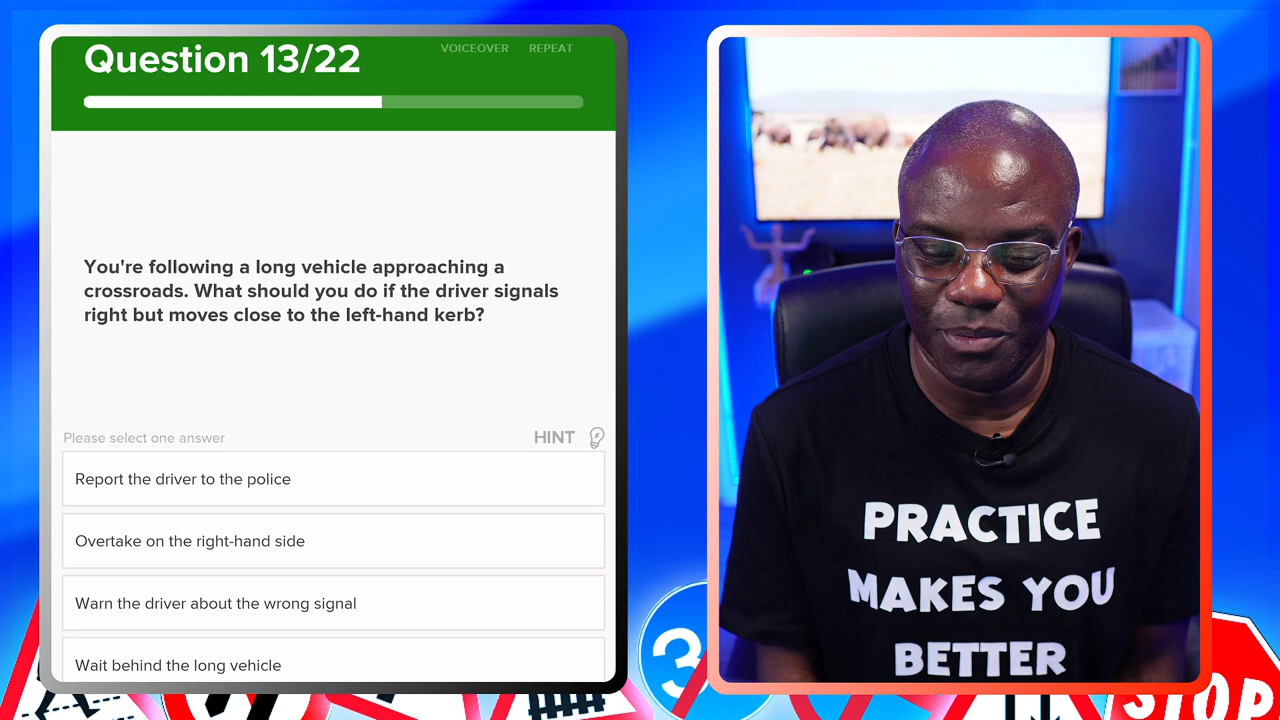 Question 13/22
VOICEOVER REPEAT
You're following a long vehicle approaching a
crossroads. What should you do if the driver signals
right but moves close to the left-hand kerb?
Please select one answer
HINT
Report the driver to the police
Overtake on the right-hand side
Warn the driver about the wrong signal
Wait behind the long vehicle
PRACTICE
MAKES YOU
BETTER
3
STOP